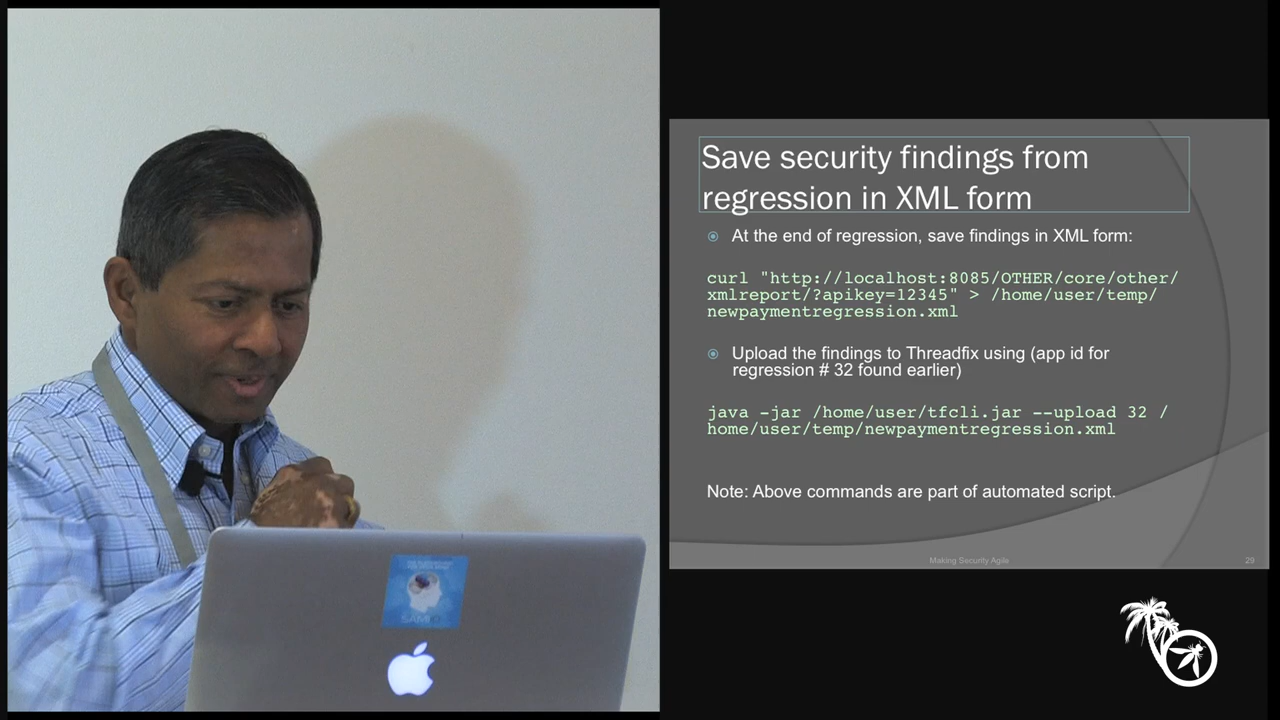 Save security findings from
regression in XML form
At the end of regression, save findings in XML form:
curl "http://localhost:8085/OTHER/core/other/
xmlreport/?apikey=12345" > /home/user/temp/
newpaymentregression.xml
Upload the findings to Threadfix using (app id for
regression # 32 found earlier)
java -jar /home/user/tfcli.jar --upload 32 /
home/user/temp/newpaymentregression.xml
Note: Above commands are part of automated script.
Making Security Agile
29